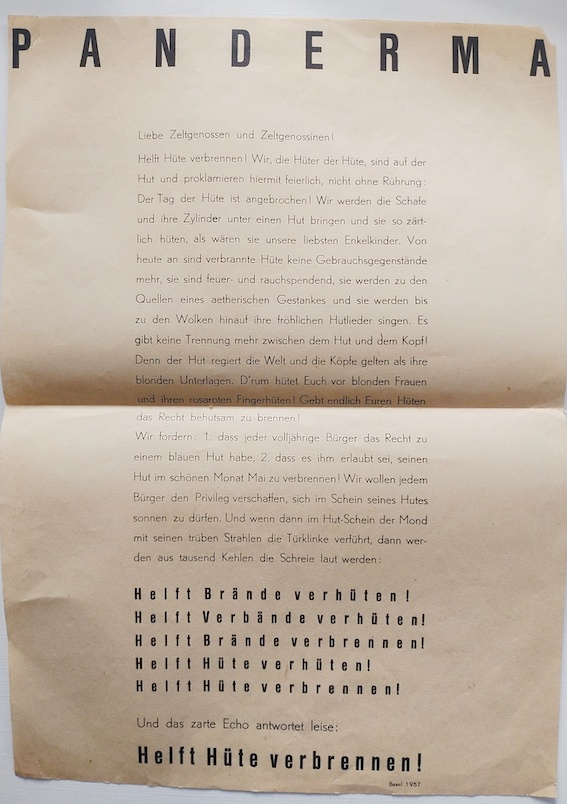 PANDERMA
Liebe Zeltgenossen und Zeltgenossinen!
Helft Hüte verbrennen! Wir, die Hüter der Hüte, sind auf der
Hut und proklamieren hiermit feierlich, nicht ohne Rührung:
Der Tag der Hüte ist angebrochen! Wir werden die Schafe
und ihre Zylinder unter einen Hut bringen und sie so zärt-
lich hüten, als wären sie unsere liebsten Enkelkinder. Von
heute an sind verbrannte Hüte keine Gebrauchsgegenstände
mehr, sie sind feuer- und rauchspendend, sie werden zu den
Quellen eines aetherischen Gestankes und sie werden bis
zu den Wolken hinauf ihre fröhlichen Hutlieder singen. Es
gibt keine Trennung mehr zwischen dem Hut und dem Kopf!
Denn der Hut regiert die Welt und die Köpfe gelten als ihre
blonden Unterlagen. D'rum hütet Euch vor blonden Frauen
und ihren rosaroten Fingerhüten! Gebt endlich Euren Hüten
das Recht behutsam zu brennen!
Wir fordern: 1. dass jeder volljährige Bürger das Recht zu
einem blauen Hut habe, 2. dass es ihm erlaubt sei, seinen
Hut im schönen Monat Mai zu verbrennen! Wir wollen jedem
Bürger den Privileg verschaffen, sich im Schein seines Hutes
sonnen zu dürfen. Und wenn dann im Hut-Schein der Mond
mit seinen trüben Strahlen die Türklinke verführt, dann wer-
den aus tausend Kehlen die Schreie laut werden:
Helft Brände verhüten!
Helft Verbände verhüten!
Helft Brände verbrennen!
Helft Hüte verhüten!
Helft Hüte verbrennen!
Und das zarte Echo antwortet leise:
Helft Hüte verbrennen!
Basel 1957